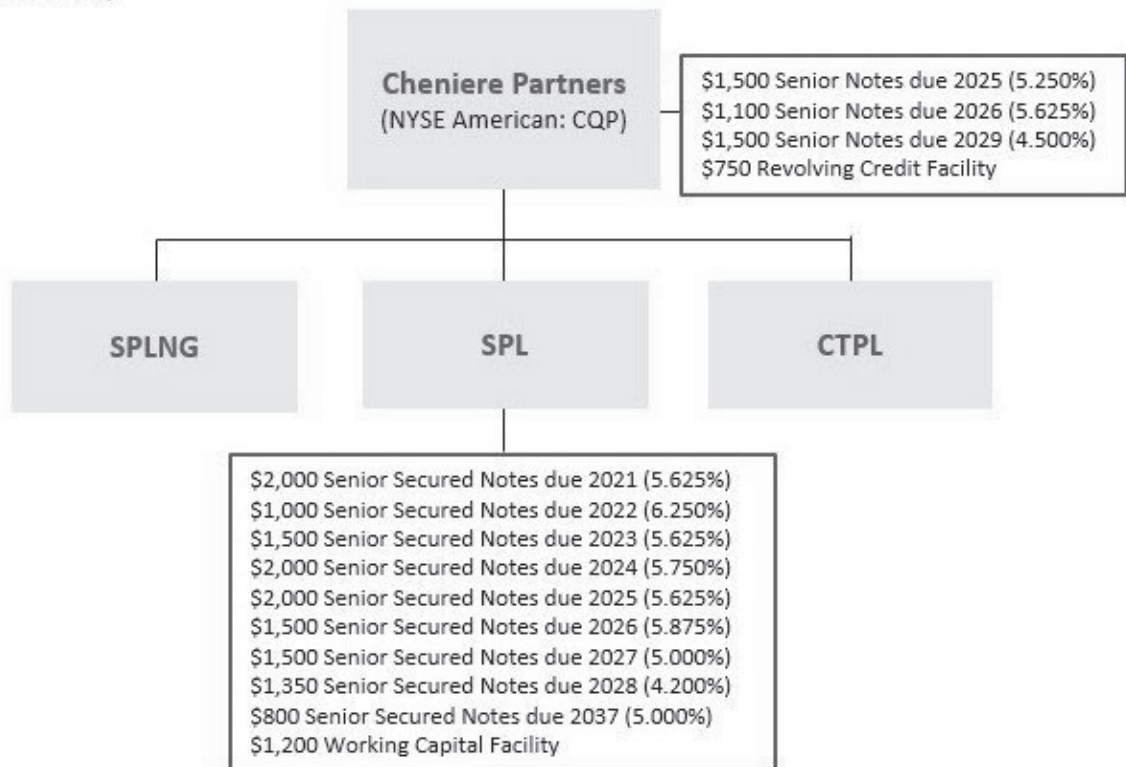 Cheniere Partners
(NYSE American: CQP)
$1,500 Senior Notes due 2025 (5.250%)
$1,100 Senior Notes due 2026 (5.625%)
$1,500 Senior Notes due 2029 (4.500%)
$750 Revolving Credit Facility
SPLNG
SPL
CTPL
$2,000 Senior Secured Notes due 2021 (5.625%)
$1,000 Senior Secured Notes due 2022 (6.250%)
$1,500 Senior Secured Notes due 2023 (5.625%)
$2,000 Senior Secured Notes due 2024 (5.750%)
$2,000 Senior Secured Notes due 2025 (5.625%)
$1,500 Senior Secured Notes due 2026 (5.875%)
$1,500 Senior Secured Notes due 2027 (5.000%)
$1,350 Senior Secured Notes due 2028 (4.200%)
$800 Senior Secured Notes due 2037 (5.000%)
$1,200 Working Capital Facility